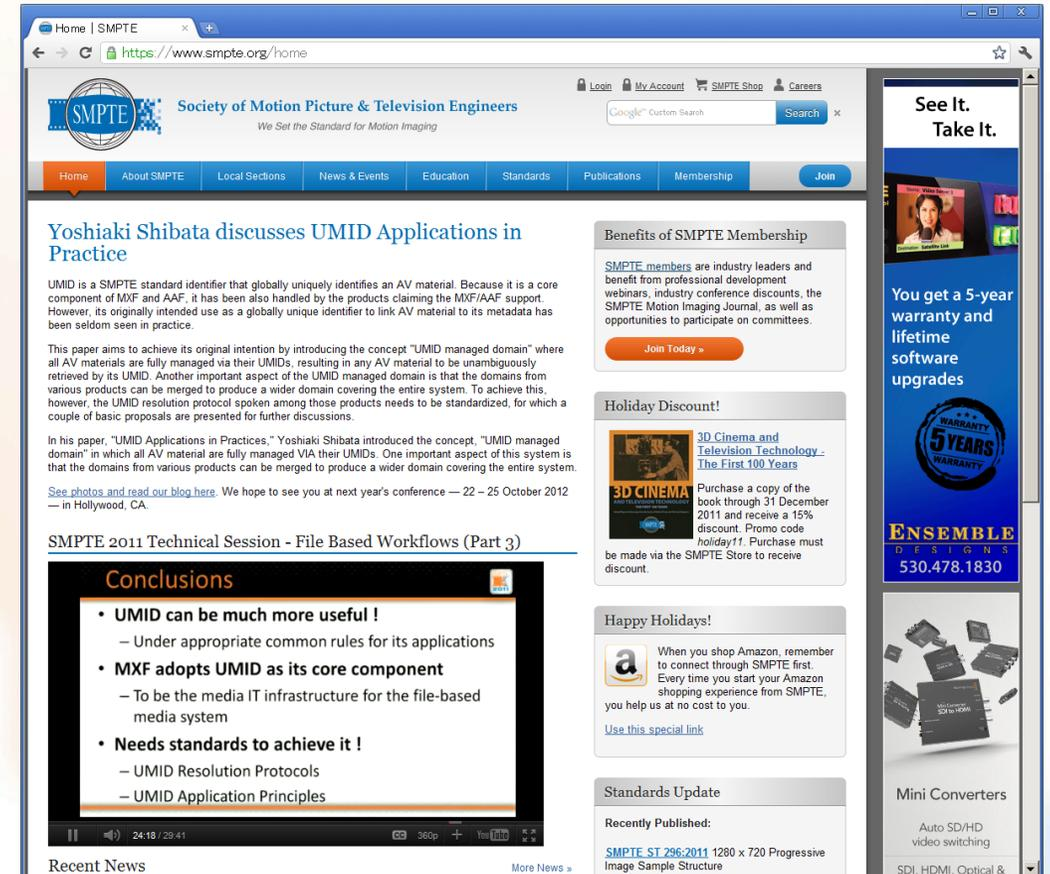 Home | SMPTE
https://www.smpte.org/home
SMPTE
Society of Motion Picture & Television Engineers
We Set the Standard for Motion Imaging
Login My Account SMPTE Shop Careers
Google™ Custom Search Search ×
Home About SMPTE Local Sections News & Events Education Standards Publications Membership Join
Yoshiaki Shibata discusses UMID Applications in
Practice
UMID is a SMPTE standard identifier that globally uniquely identifies an AV material. Because it is a core
component of MXF and AAF, it has been also handled by the products claiming the MXF/AAF support.
However, its originally intended use as a globally unique identifier to link AV material to its metadata has
been seldom seen in practice.
This paper aims to achieve its original intention by introducing the concept "UMID managed domain" where
all AV materials are fully managed via their UMIDs, resulting in any AV material to be unambiguously
retrieved by its UMID. Another important aspect of the UMID managed domain is that the domains from
various products can be merged to produce a wider domain covering the entire system. To achieve this,
however, the UMID resolution protocol spoken among those products needs to be standardized, for which a
couple of basic proposals are presented for further discussions.
In his paper, "UMID Applications in Practices," Yoshiaki Shibata introduced the concept, "UMID managed
domain" in which all AV material are fully managed VIA their UMIDs. One important aspect of this system is
that the domains from various products can be merged to produce a wider domain covering the entire system.
See photos and read our blog here. We hope to see you at next year's conference — 22 – 25 October 2012
— in Hollywood, CA.
SMPTE 2011 Technical Session - File Based Workflows (Part 3)
Conclusions
2011
• UMID can be much more useful !
– Under appropriate common rules for its applications
• MXF adopts UMID as its core component
– To be the media IT infrastructure for the file-based
media system
• Needs standards to achieve it !
– UMID Resolution Protocols
– UMID Application Principles
24:18 / 29:41 CC 360p YouTube
Recent News More News »
Benefits of SMPTE Membership
SMPTE members are industry leaders and
benefit from professional development
webinars, industry conference discounts, the
SMPTE Motion Imaging Journal, as well as
opportunities to participate on committees.
Join Today »
Holiday Discount!
3D CINEMA
AND TELEVISION TECHNOLOGY
SMPTE
3D Cinema and
Television Technology -
The First 100 Years
Purchase a copy of the
book through 31 December
2011 and receive a 15%
discount. Promo code
holiday11. Purchase must
be made via the SMPTE Store to receive
discount.
Happy Holidays!
a
When you shop Amazon, remember
to connect through SMPTE first.
Every time you start your Amazon
shopping experience from SMPTE,
you help us at no cost to you.
Use this special link
Standards Update
Recently Published:
SMPTE ST 296:2011 1280 x 720 Progressive
Image Sample Structure
See It.
Take It.
Satellite Link
You get a 5-year
warranty and
lifetime
software
upgrades
WARRANTY
5 YEARS
WARRANTY
ENSEMBLE
DESIGNS
530.478.1830
Mini Converter
SDI to HDMI
Mini Converters
Auto SD/HD
video switching
SDI, HDMI, Optical &